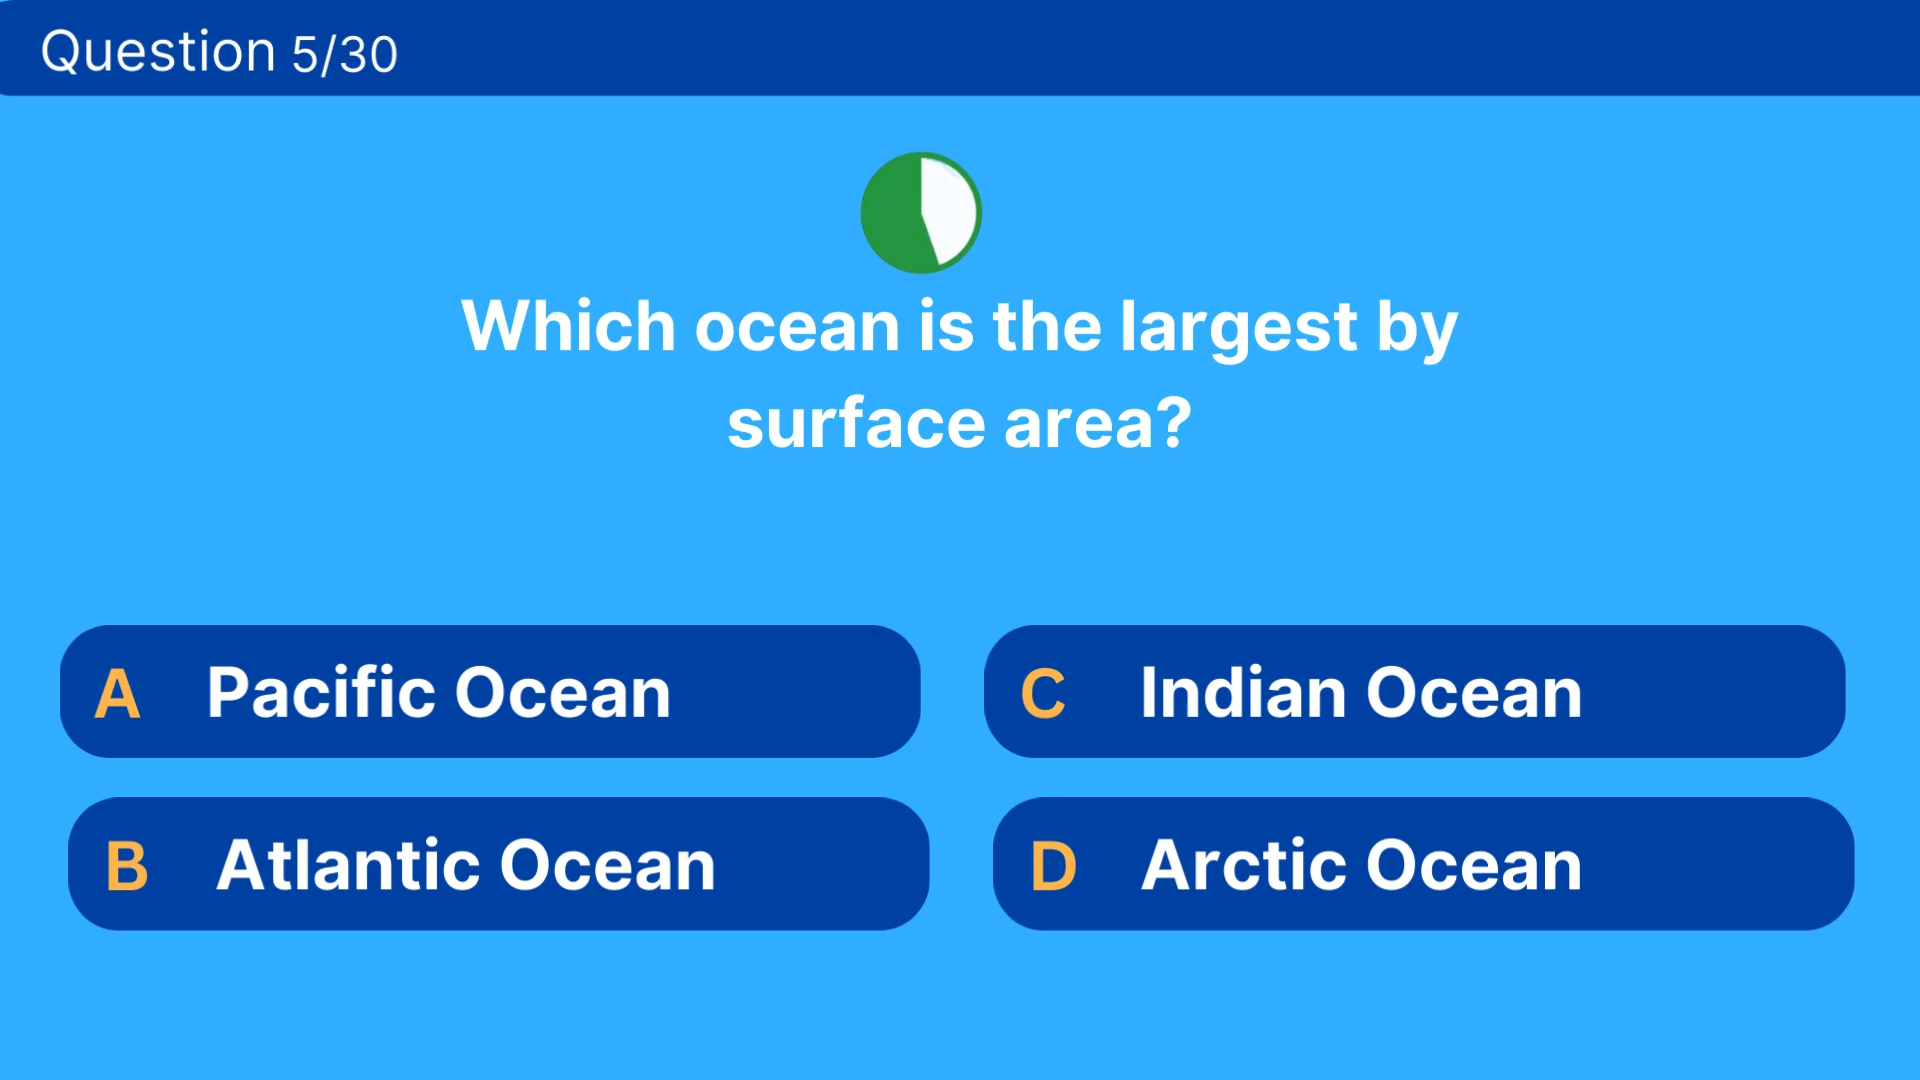 Question 5/30
Which ocean is the largest by
surface area?
A Pacific Ocean
B Atlantic Ocean
C Indian Ocean
D Arctic Ocean